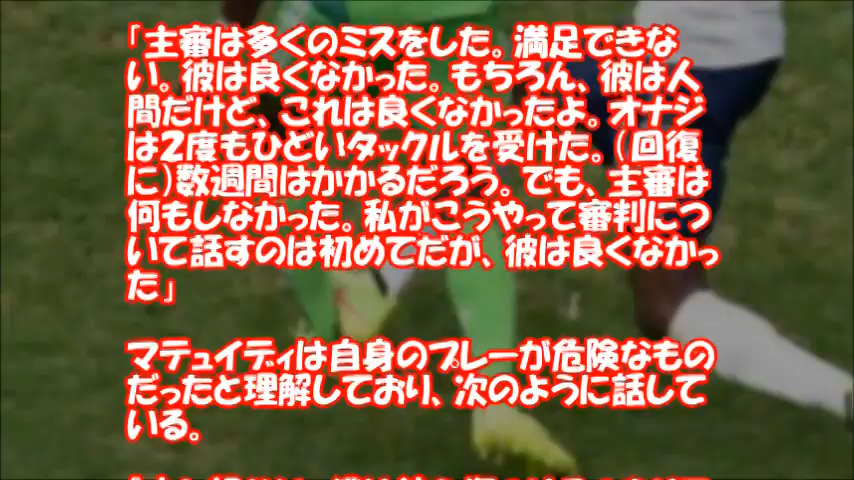 「主審は多くのミスをした。満足できな
い。彼は良くなかった。もちろん、彼は人
間だけど、これは良くなかったよ。オナジ
は2度もひどいタックルを受けた。（回復
に）数週間はかかるだろう。でも、主審は
何もしなかった。私がこうやって審判につ
いて話すのは初めてだが、彼は良くなかっ
た」
マテュイディは自身のプレーが危険なもの
だったと理解しており、次のように話して
いる。